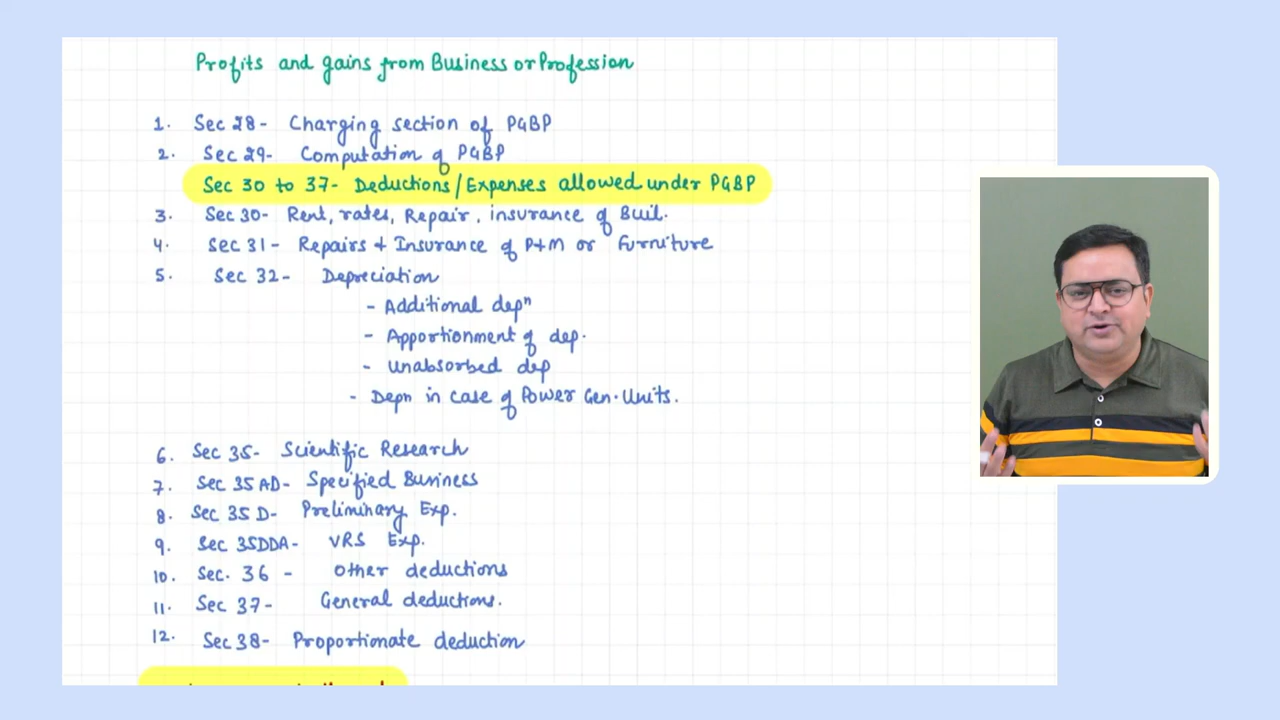 Profits and gains from Business or Profession
1. Sec 28- Charging section of PGBP
2. Sec 29- Computation of PGBP
Sec 30 to 37- Deductions/Expenses allowed under PGBP
3. Sec 30- Rent, rates, Repair, insurance of Buil.
4. Sec 31- Repairs + Insurance of P+M or Furniture
5. Sec 32- Depreciation
- Additional depⁿ
- Apportionment of dep.
- Unabsorbed dep
- Depn in case of Power Gen. Units.
6. Sec 35- Scientific Research
7. Sec 35 AD- Specified Business
8. Sec 35 D- Preliminary Exp.
9. Sec 35DDA- VRS Exp.
10. Sec. 36 - Other deductions
11. Sec 37- General deductions.
12. Sec 38- Proportionate deduction